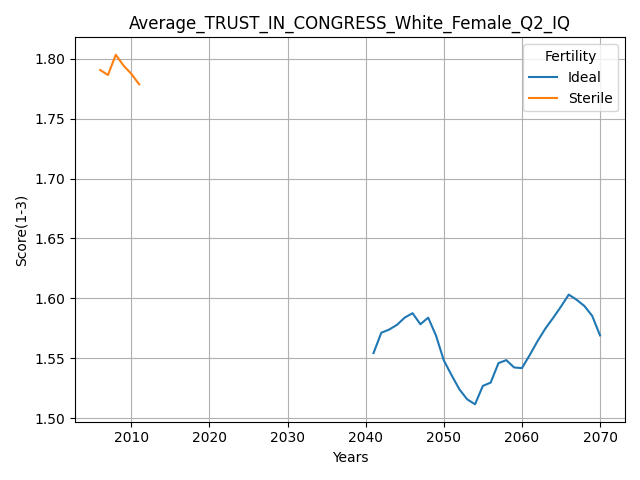 Average_TRUST_IN_CONGRESS_White_Female_Q2_IQ
Fertility
Ideal
Sterile
Score(1-3)
1.80
1.75
1.70
1.65
1.60
1.55
1.50
2010
2020
2030
2040
2050
2060
2070
Years